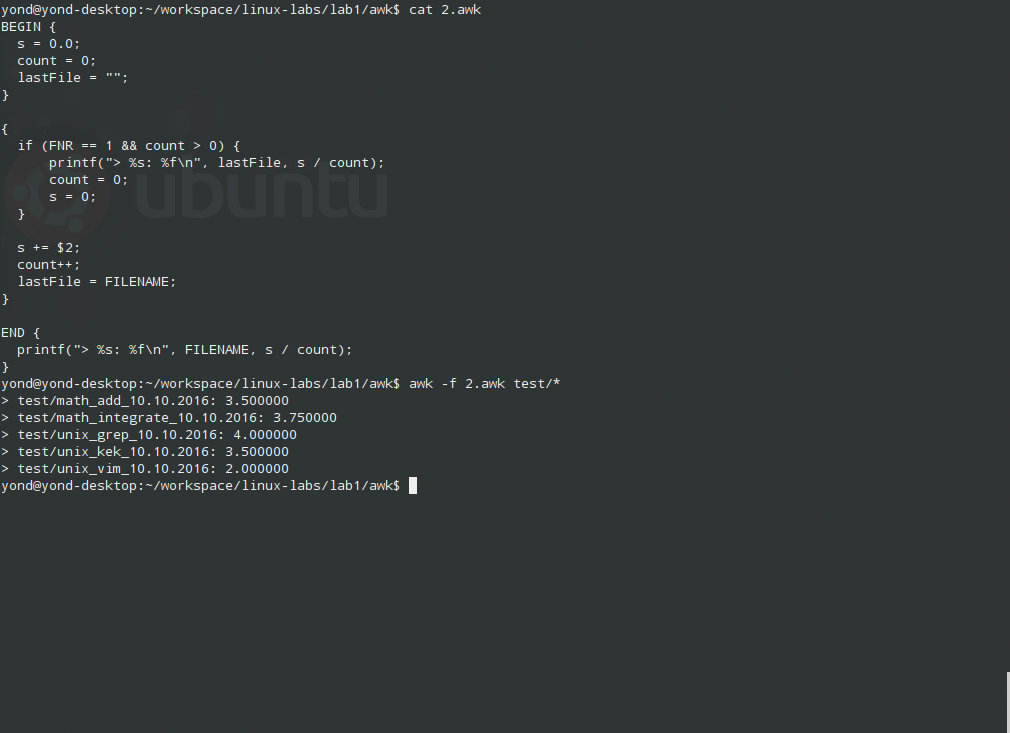 yond@yond-desktop:~/workspace/linux-labs/lab1/awk$ cat 2.awk
BEGIN {
  s = 0.0;
  count = 0;
  lastFile = "";
}

{
  if (FNR == 1 && count > 0) {
      printf("> %s: %f\n", lastFile, s / count);
      count = 0;
      s = 0;
  }

  s += $2;
  count++;
  lastFile = FILENAME;
}

END {
  printf("> %s: %f\n", FILENAME, s / count);
}
yond@yond-desktop:~/workspace/linux-labs/lab1/awk$ awk -f 2.awk test/*
> test/math_add_10.10.2016: 3.500000
> test/math_integrate_10.10.2016: 3.750000
> test/unix_grep_10.10.2016: 4.000000
> test/unix_kek_10.10.2016: 3.500000
> test/unix_vim_10.10.2016: 2.000000
yond@yond-desktop:~/workspace/linux-labs/lab1/awk$
ubuntu